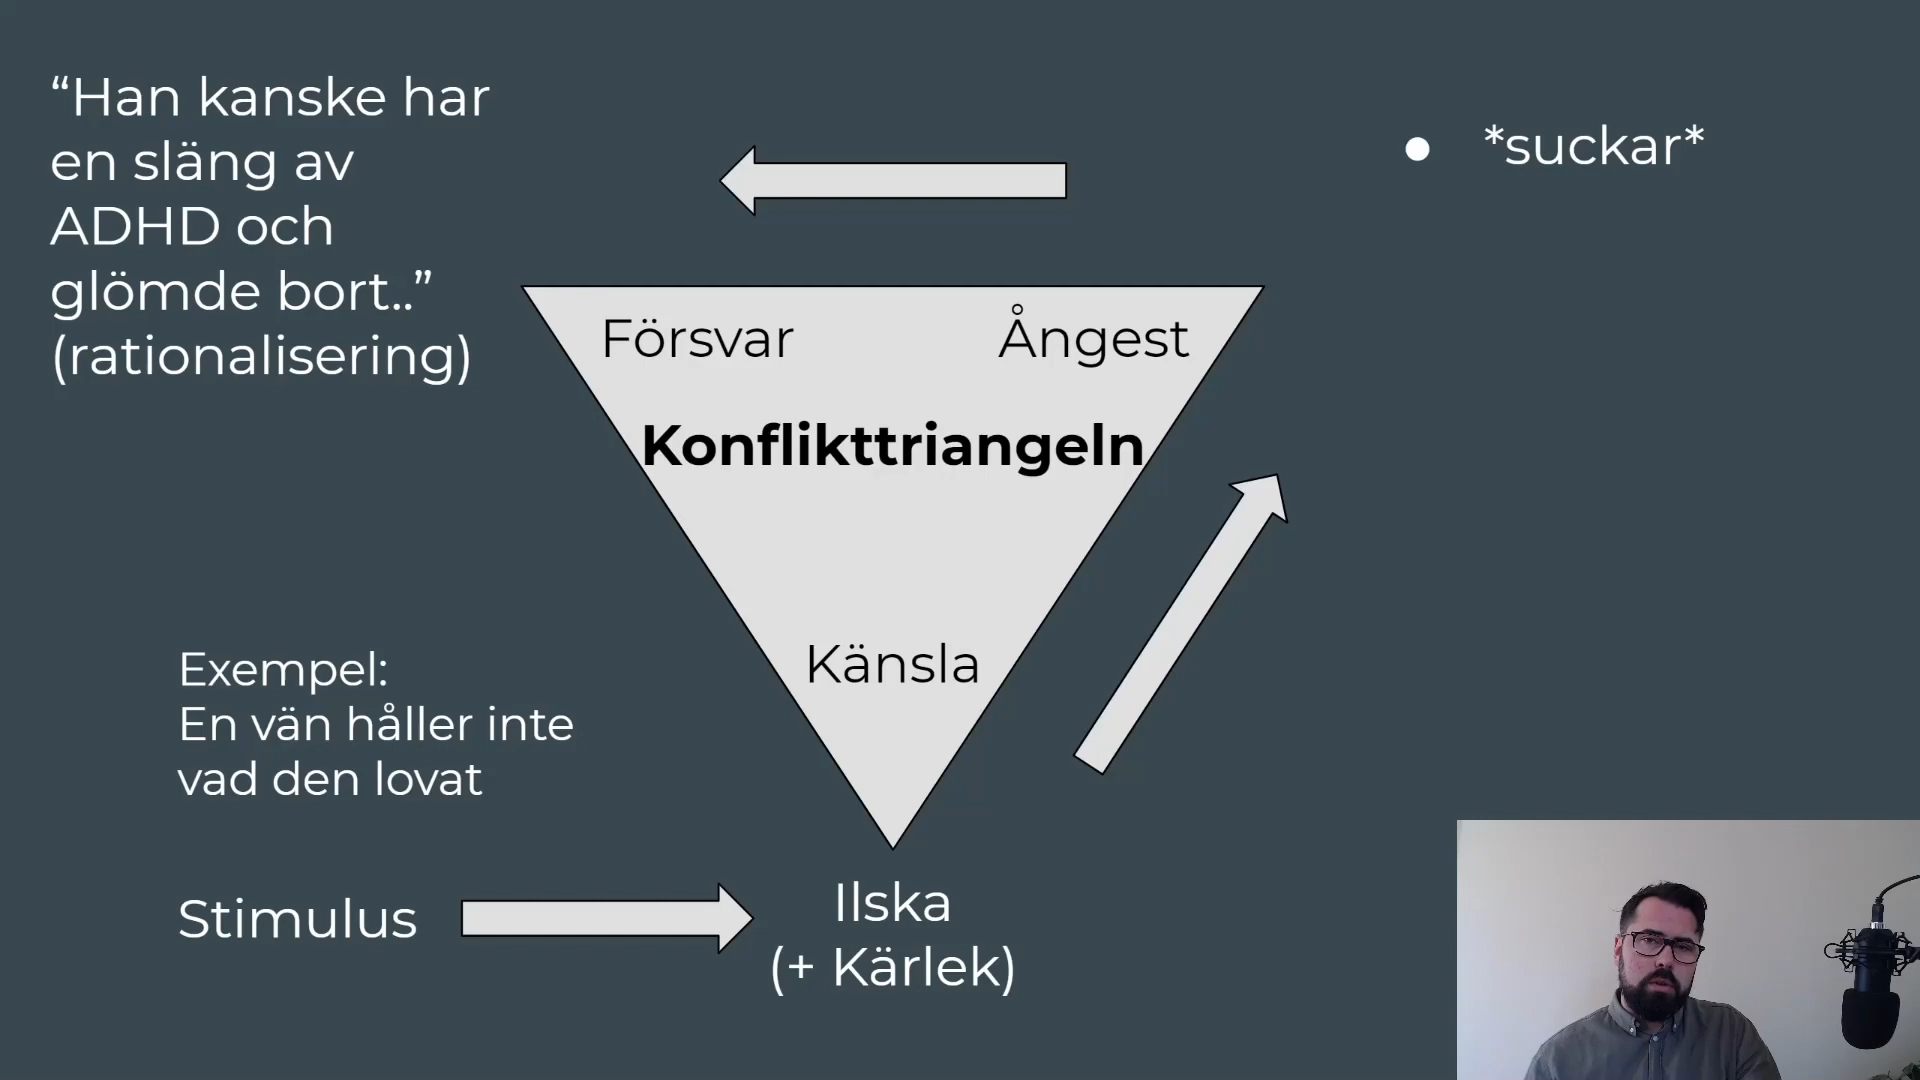 “Han kanske har
en släng av
ADHD och
glömde bort..”
(rationalisering)
● *suckar*
Försvar
Ångest
Konflikttriangeln
Känsla
Exempel:
En vän håller inte
vad den lovat
Stimulus
Ilska
(+ Kärlek)